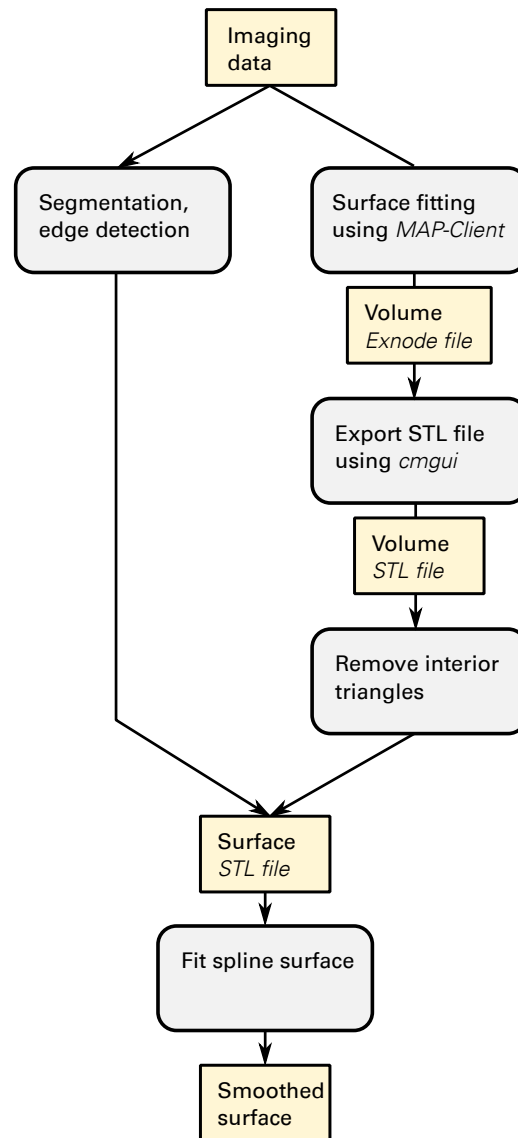 Imaging
data
Segmentation,
edge detection
Surface fitting
using MAP-Client
Volume
Exnode file
Export STL file
using cmgui
Volume
STL file
Remove interior
triangles
Surface
STL file
Fit spline surface
Smoothed
surface